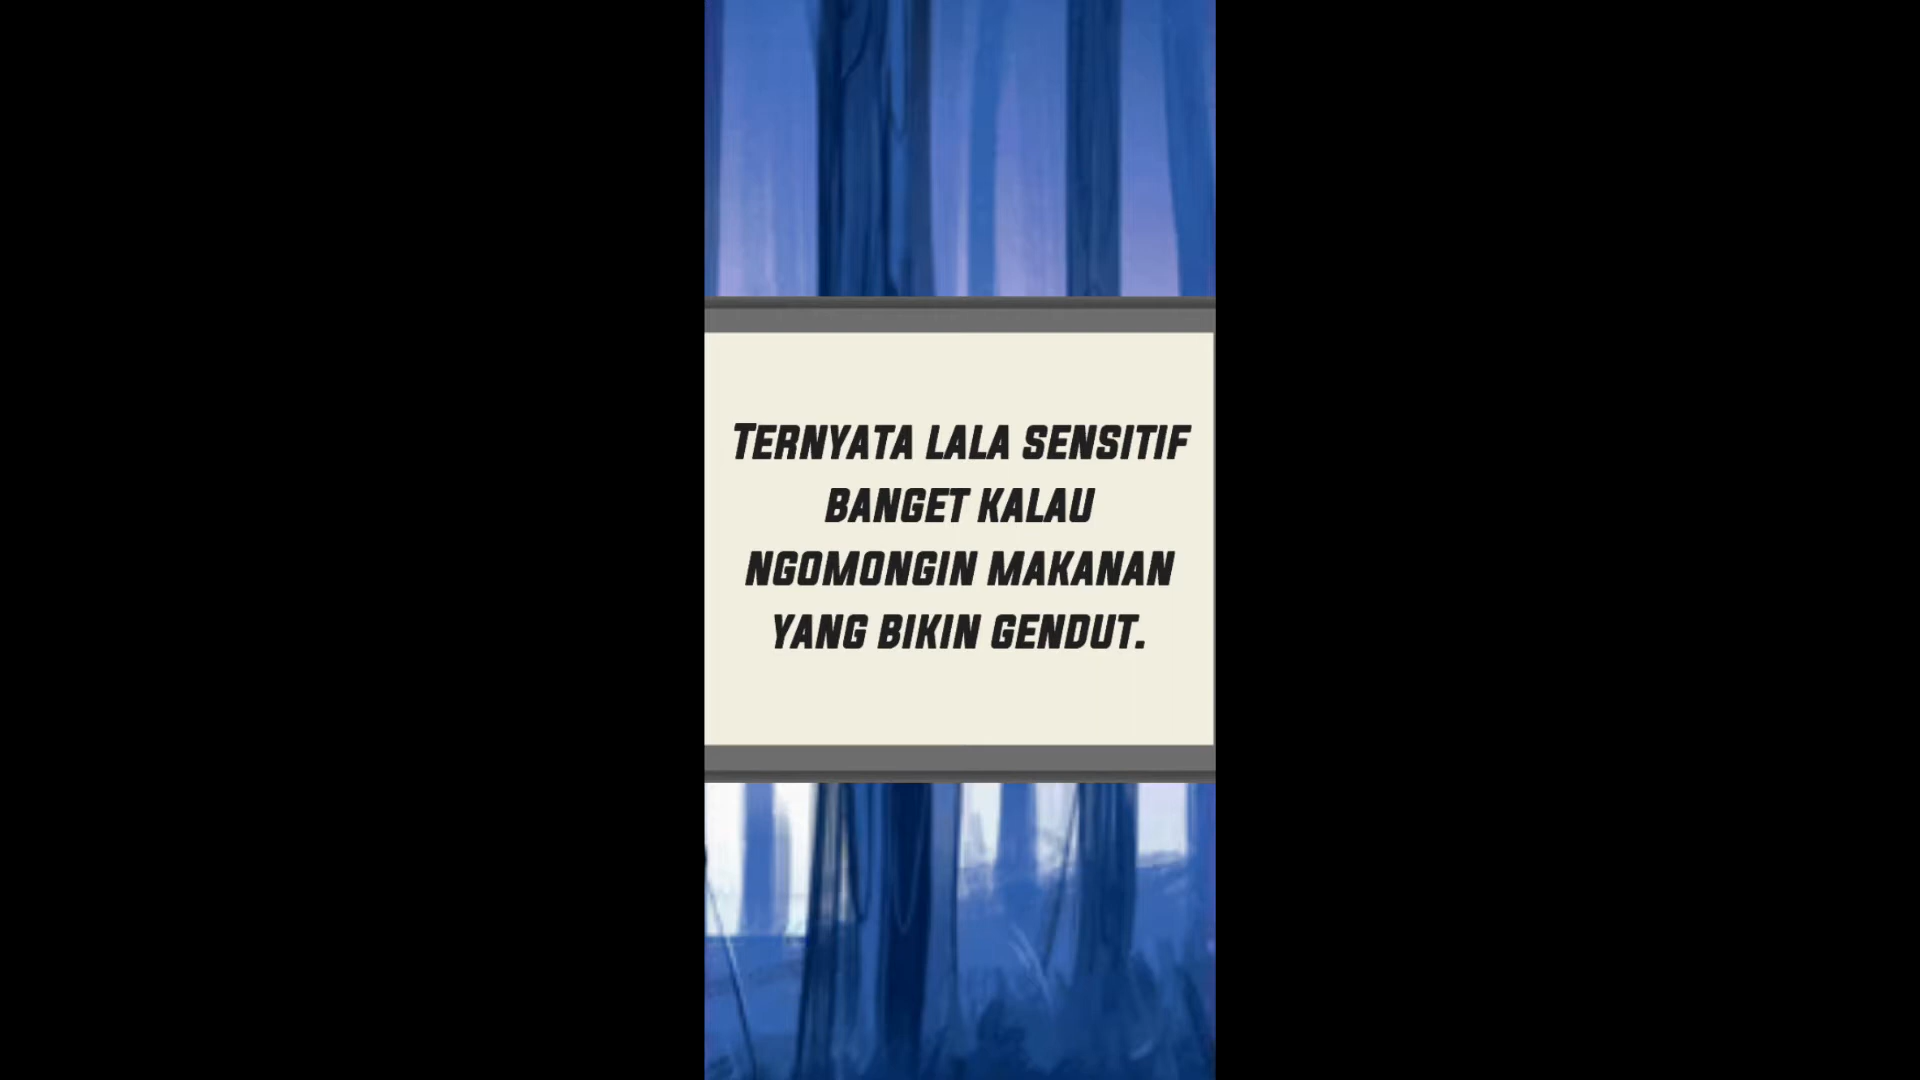 TERNYATA LALA SENSITIF
BANGET KALAU
NGOMONGIN MAKANAN
YANG BIKIN GENDUT.